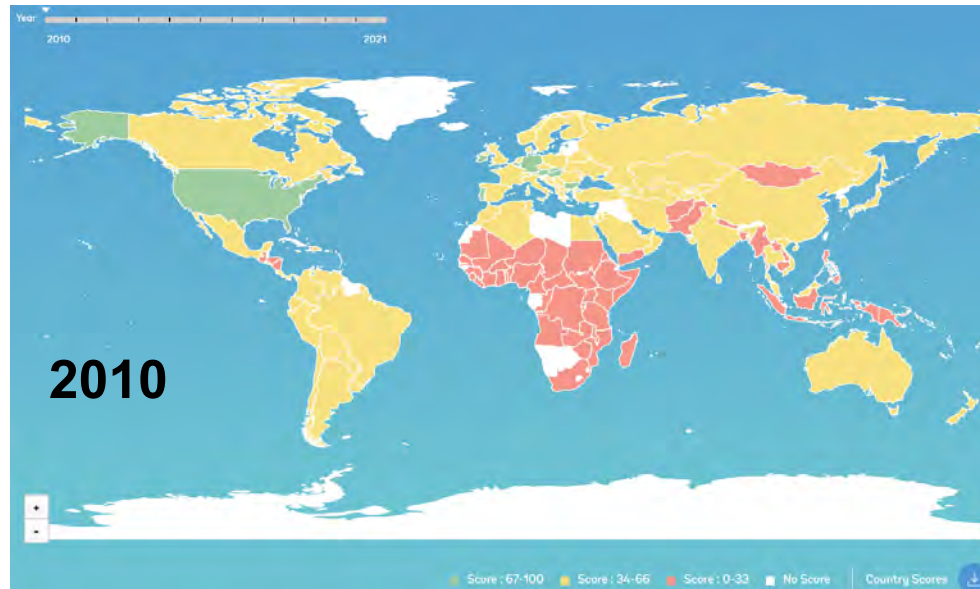 Year
2010 2021
2010
+
-
Score : 67-100 Score : 34-66 Score : 0-33 No Score Country Scores